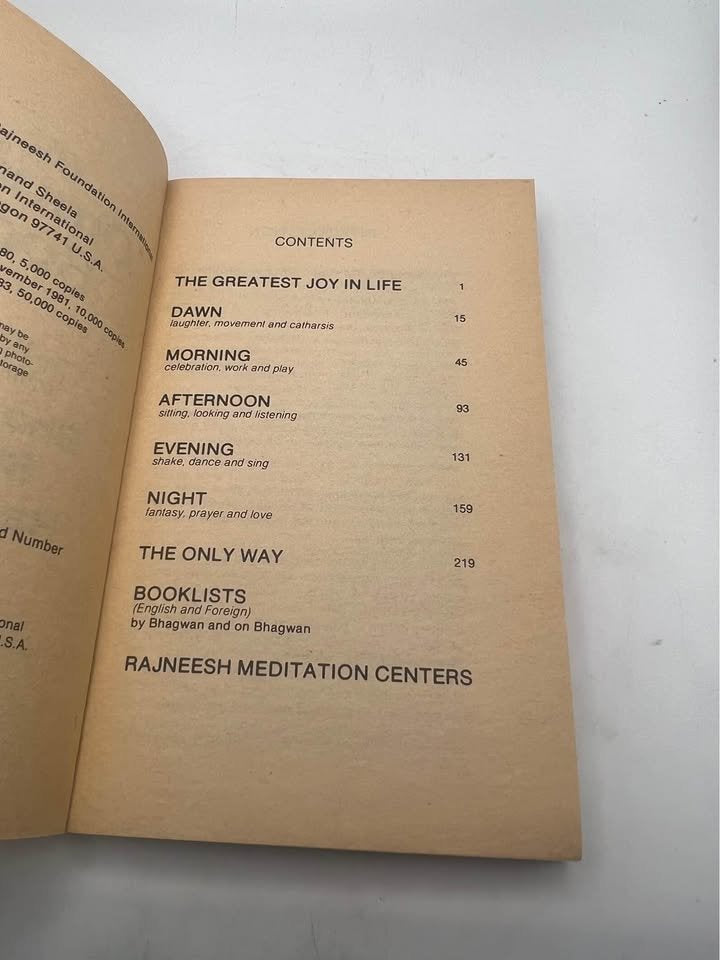 ajneesh Foundation International
nand Sheela
on International
gon 97741 U.S.A.
80, 5,000 copies
vember 1981, 10,000 copies
83, 50,000 copies
may be
by any
photo-
torage
d Number
onal
.S.A.
CONTENTS
THE GREATEST JOY IN LIFE 1
DAWN 15
laughter, movement and catharsis
MORNING 45
celebration, work and play
AFTERNOON 93
sitting, looking and listening
EVENING 131
shake, dance and sing
NIGHT 159
fantasy, prayer and love
THE ONLY WAY 219
BOOKLISTS
(English and Foreign)
by Bhagwan and on Bhagwan
RAJNEESH MEDITATION CENTERS